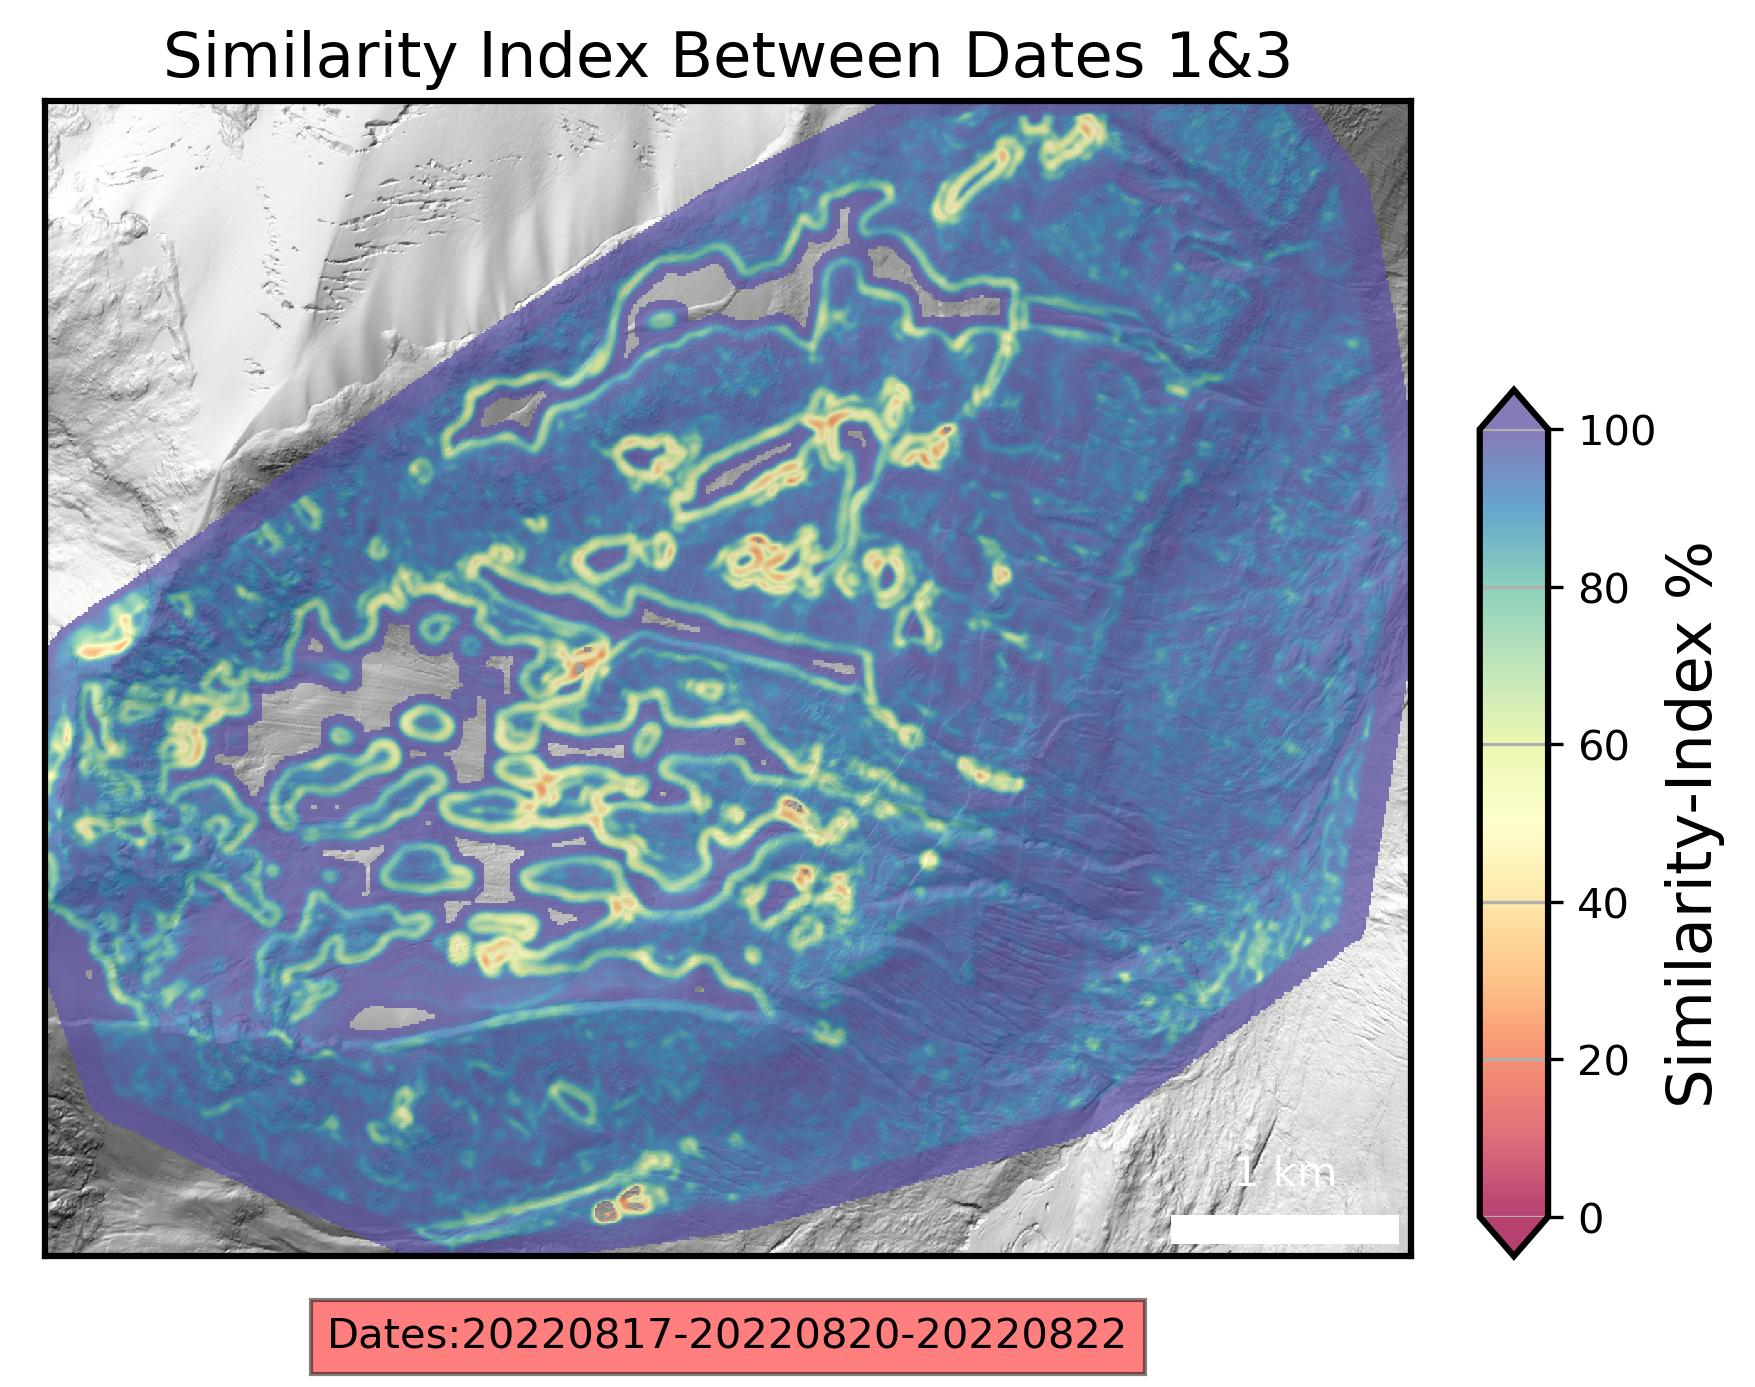 Similarity Index Between Dates 1&3
100
80
60
40
20
0
Similarity-Index %
1 km
Dates:20220817-20220820-20220822